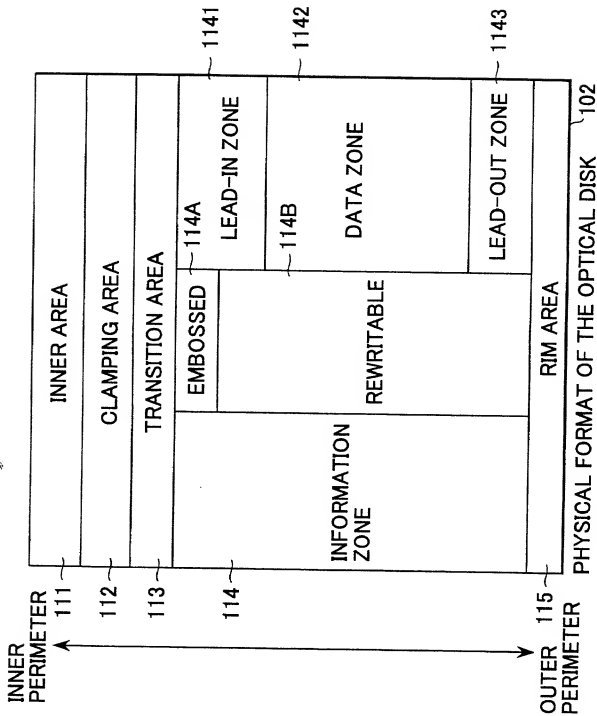 INNER
PERIMETER
111
112
113
114
115
OUTER
PERIMETER
INNER AREA
CLAMPING AREA
TRANSITION AREA
INFORMATION
ZONE
EMBOSSED
114A
REWRITABLE
114B
LEAD-IN ZONE
1141
DATA ZONE
1142
LEAD-OUT ZONE
1143
RIM AREA
102
PHYSICAL FORMAT OF THE OPTICAL DISK